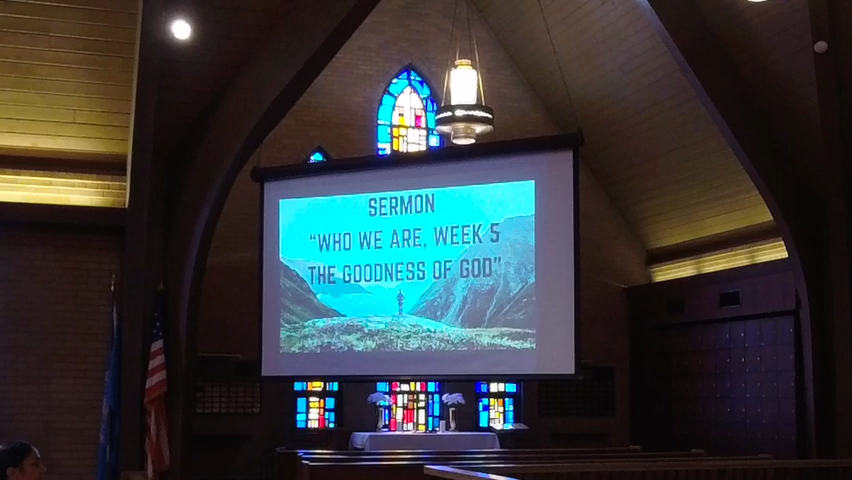 SERMON
“WHO WE ARE, WEEK 5
THE GOODNESS OF GOD”